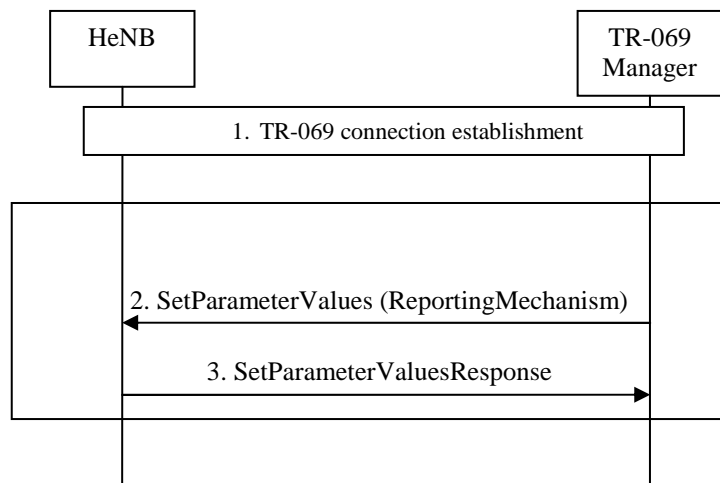 HeNB
TR-069
Manager
1. TR-069 connection establishment
2. SetParameterValues (ReportingMechanism)
3. SetParameterValuesResponse